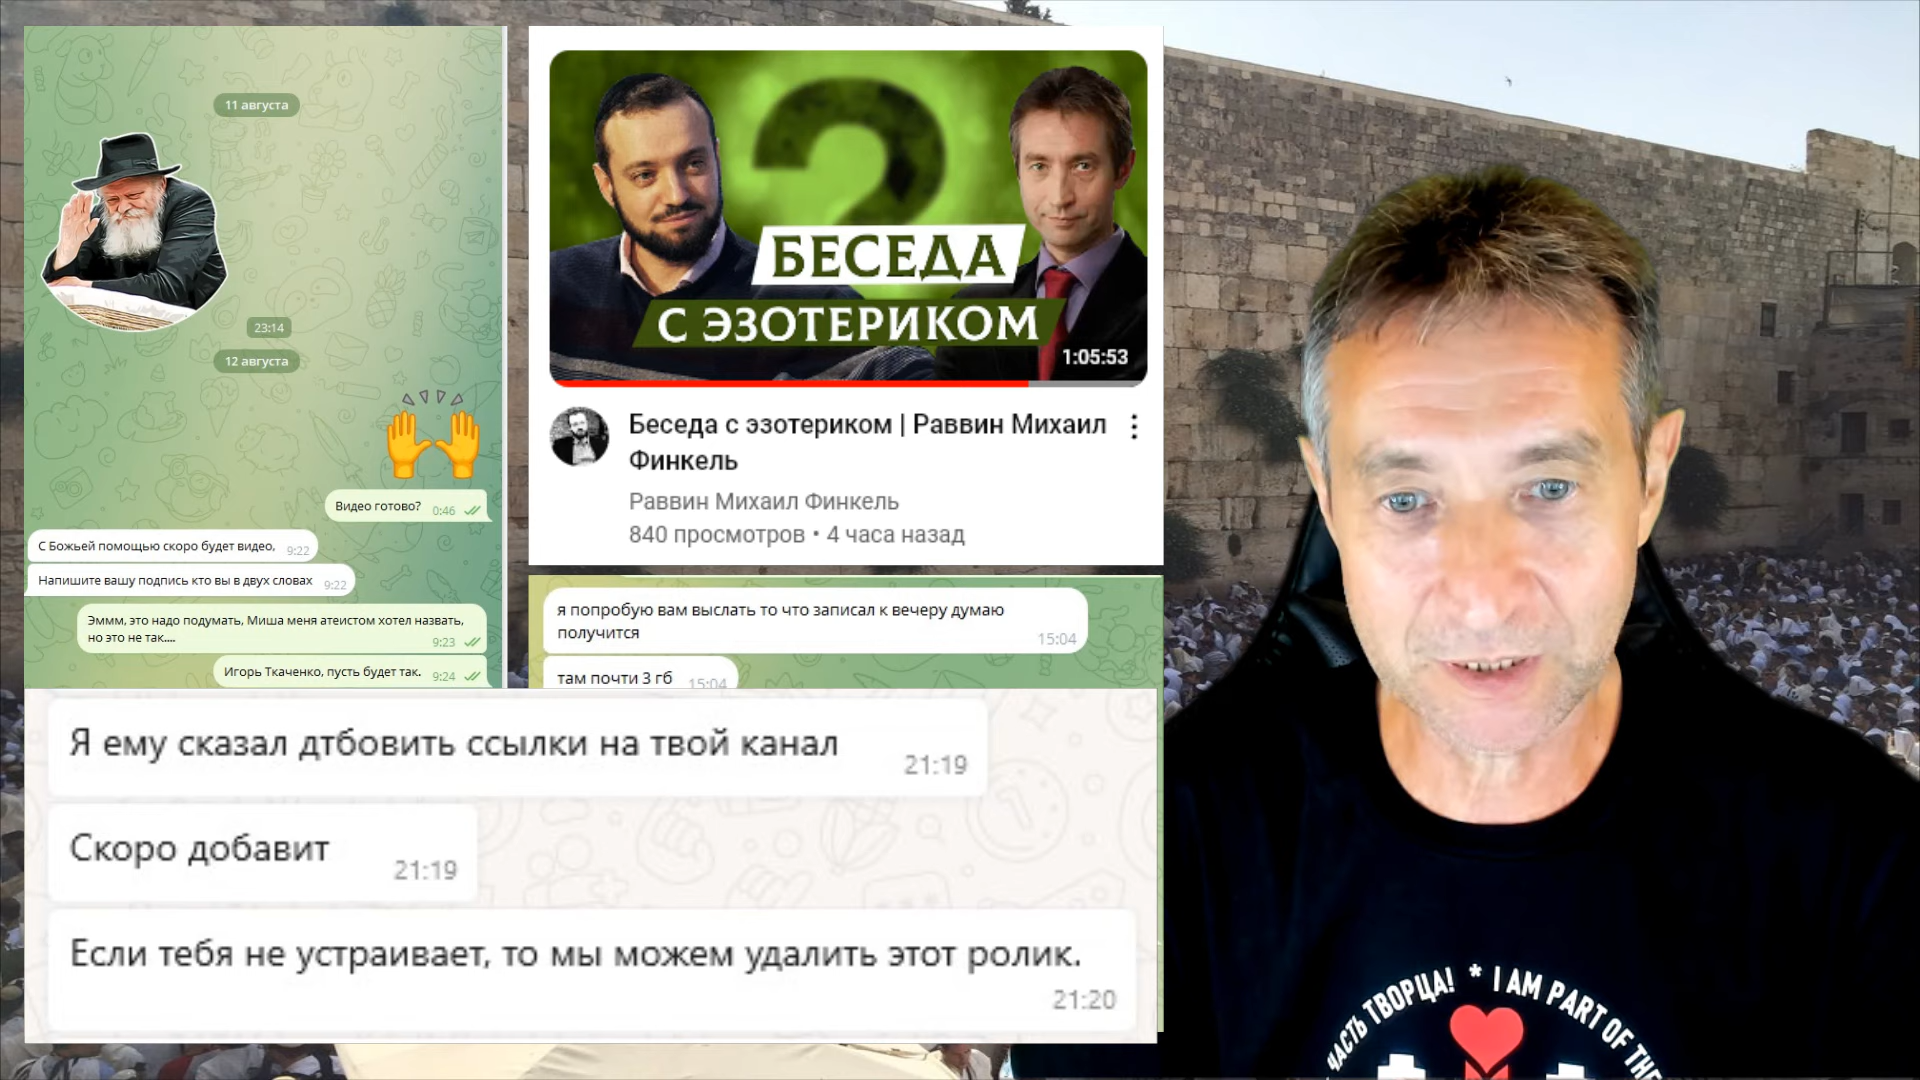 11 августа
23:14
12 августа
Видео готово? 0:46
С Божьей помощью скоро будет видео, 9:22
Напишите вашу подпись кто вы в двух словах 9:22
Эммм, это надо подумать, Миша меня атеистом хотел назвать,
но это не так.... 9:23
Игорь Ткаченко, пусть будет так. 9:24
?
БЕСЕДА
С ЭЗОТЕРИКОМ
1:05:53
Беседа с эзотериком | Раввин Михаил
Финкель
Раввин Михаил Финкель
840 просмотров • 4 часа назад
я попробую вам выслать то что записал к вечеру думаю
получится 15:04
там почти 3 гб 15:04
Я ему сказал дтбовить ссылки на твой канал
21:19
Скоро добавит
21:19
Если тебя не устраивает, то мы можем удалить этот ролик.
21:20
ЧАСТЬ ТВОРЦА! * I AM PART OF THE